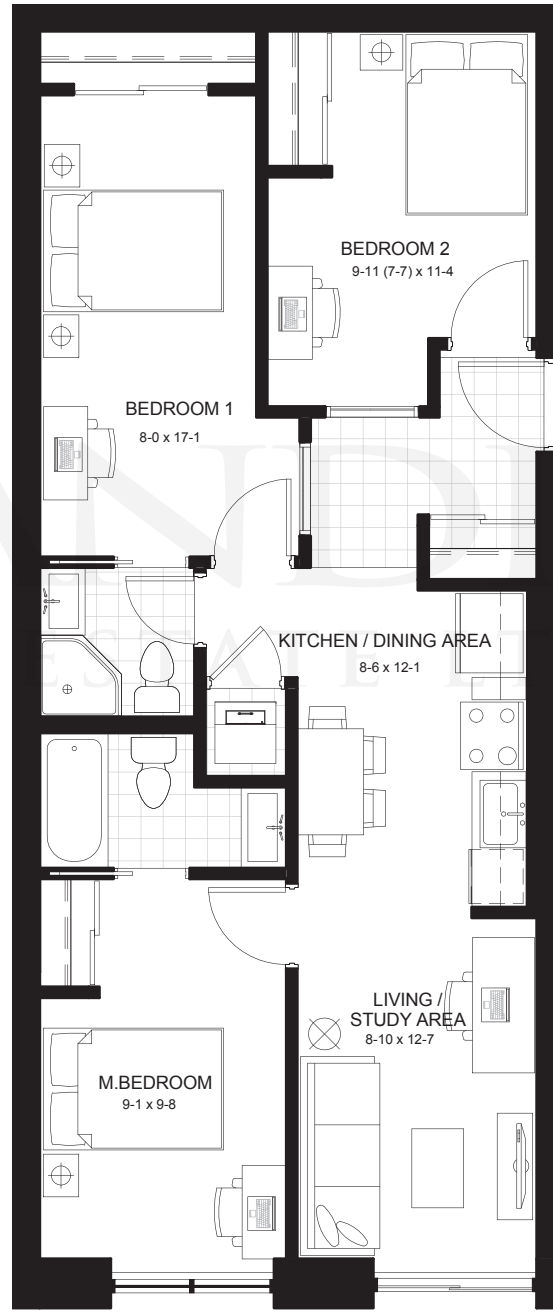 BEDROOM 2
9-11 (7-7) x 11-4
BEDROOM 1
8-0 x 17-1
KITCHEN / DINING AREA
8-6 x 12-1
ESTATE
LIVING /
STUDY AREA
8-10 x 12-7
M.BEDROOM
9-1 x 9-8